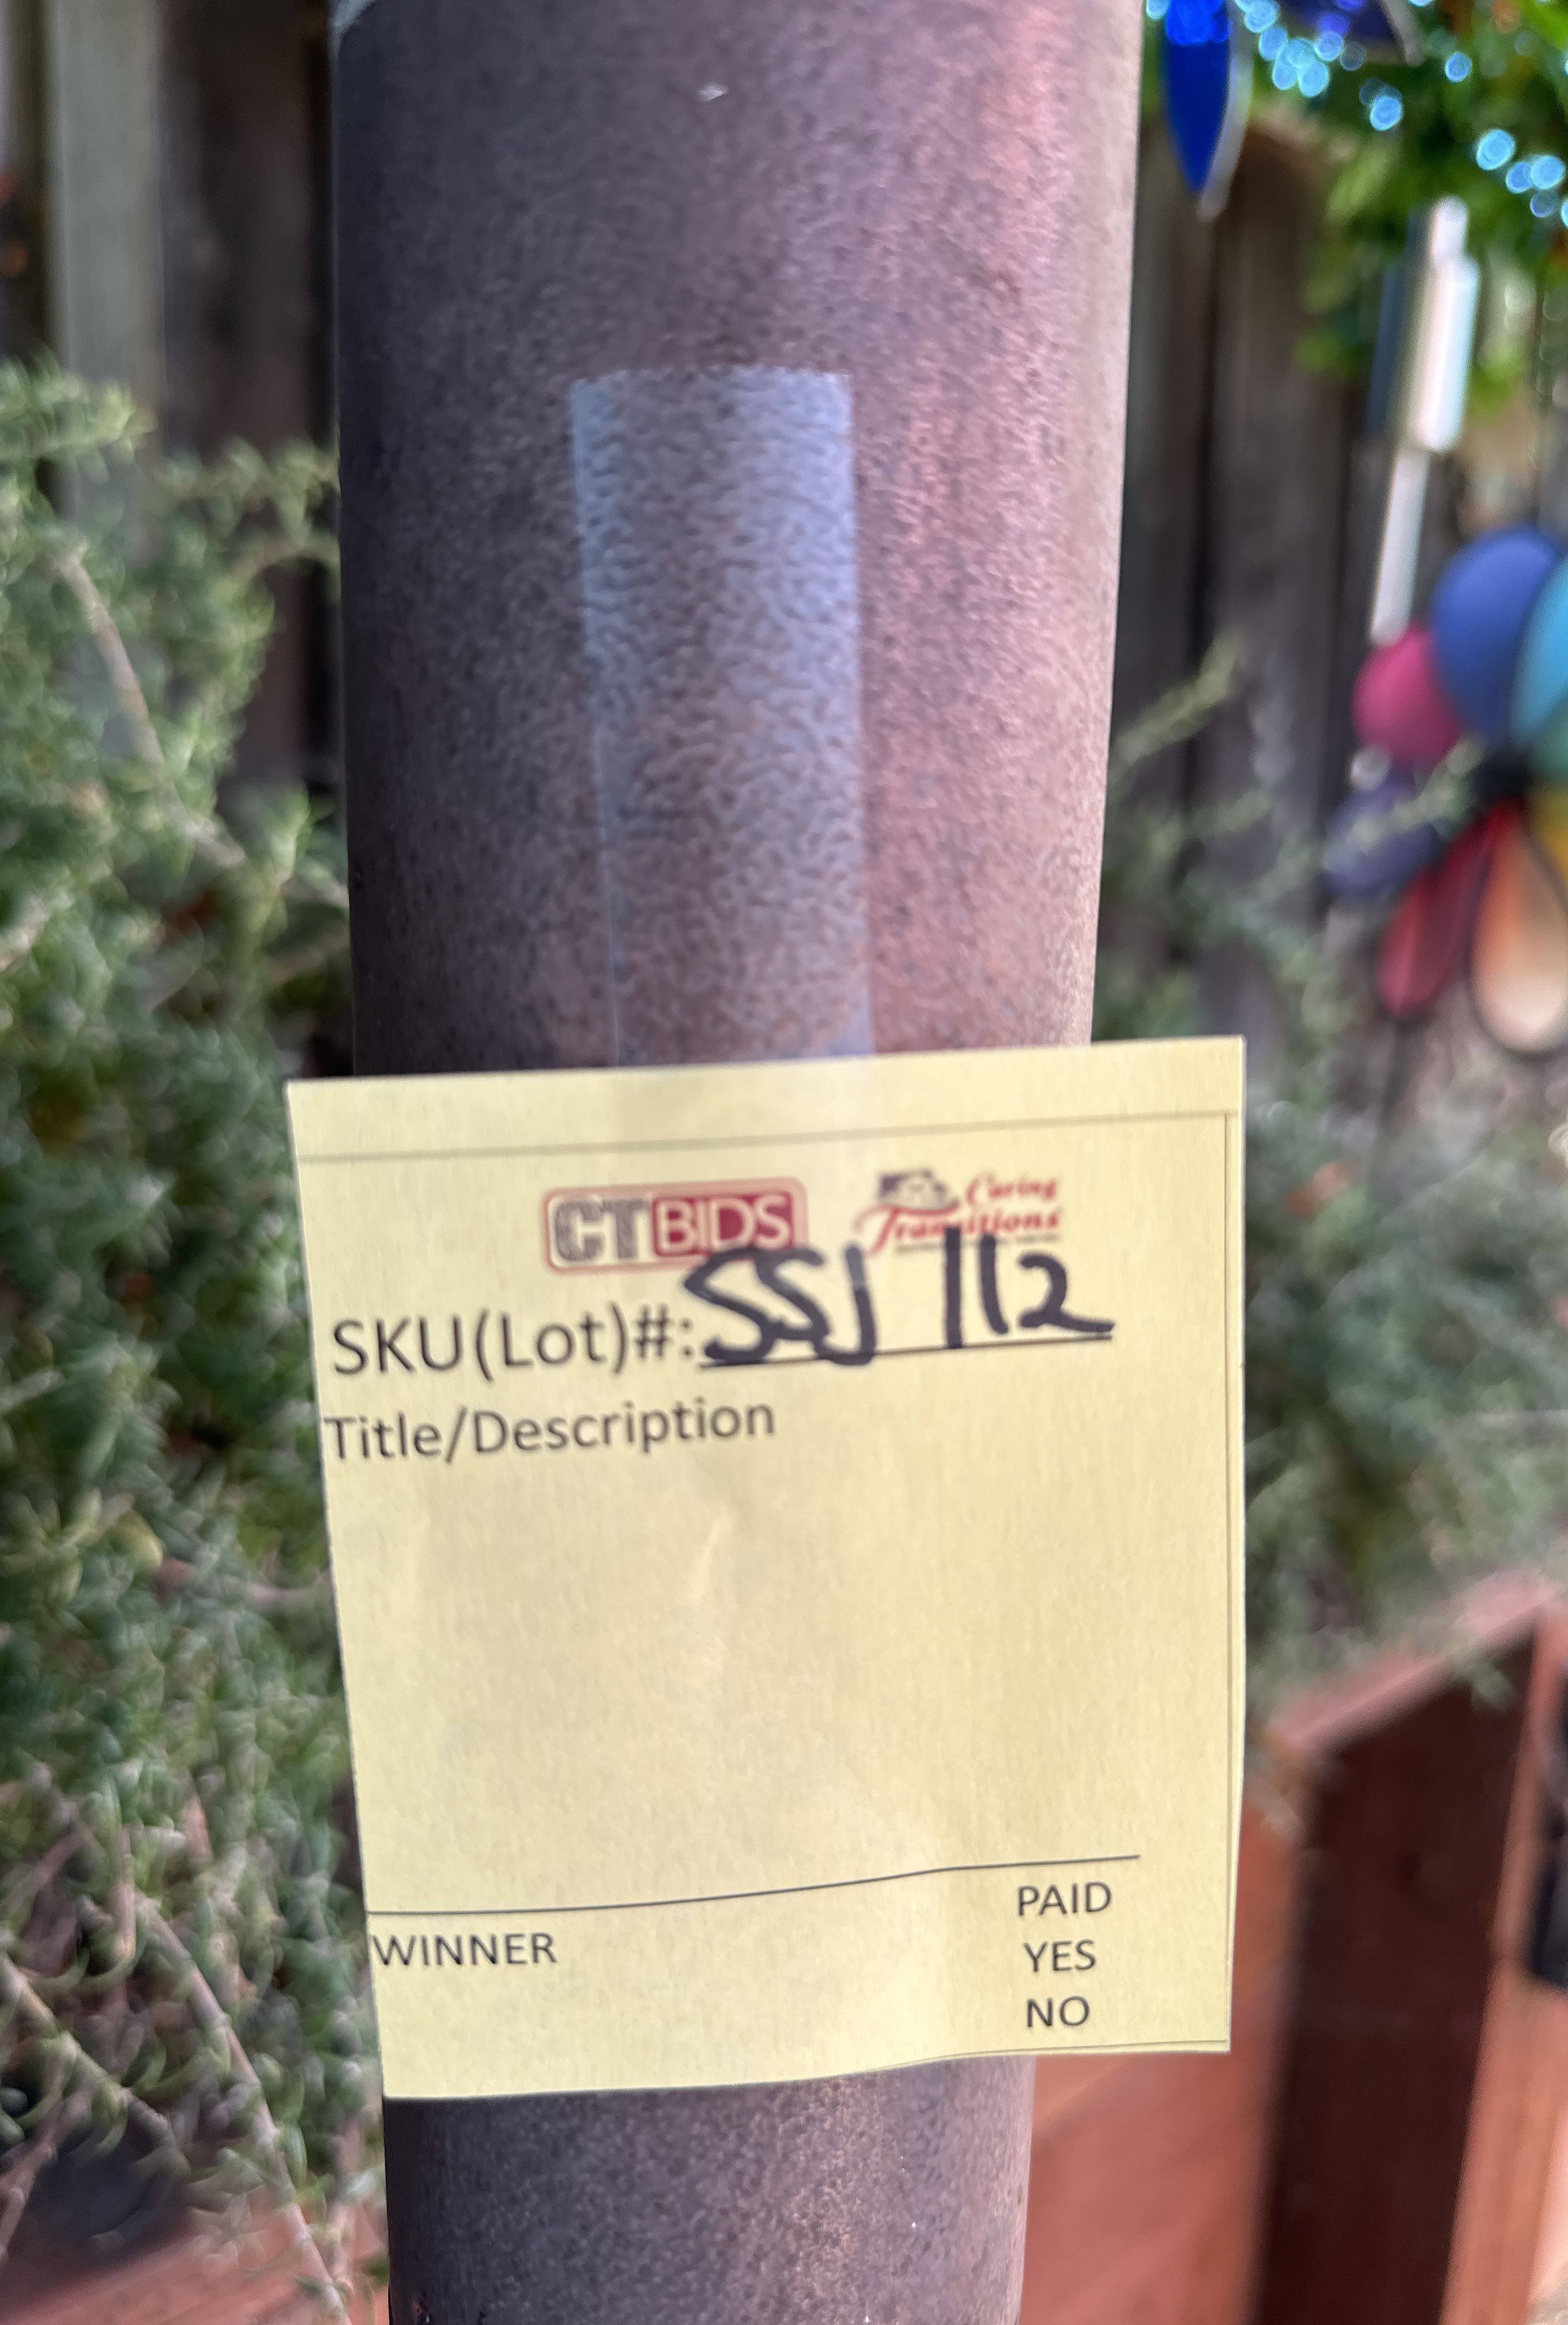 CTBIDS Caring Transitions
SKU(Lot)#: SSJ 112
Title/Description
PAID
WINNER YES
NO